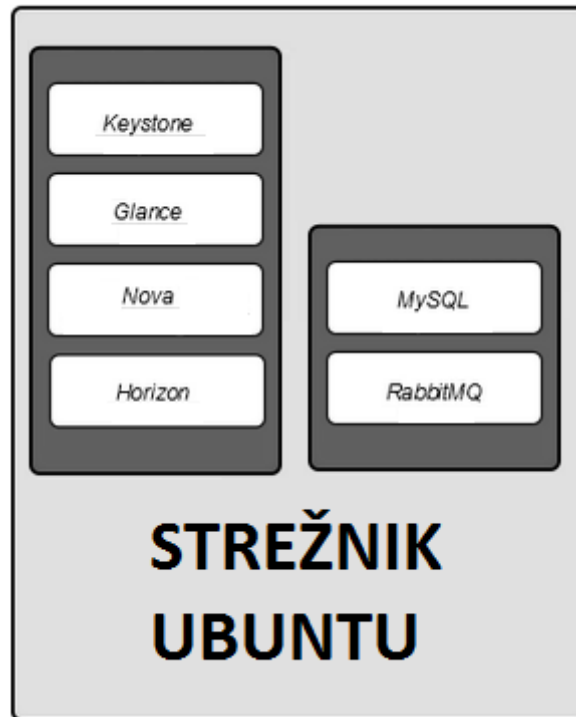 Keystone
Glance
Nova
Horizon
MySQL
RabbitMQ
STREŽNIK
UBUNTU